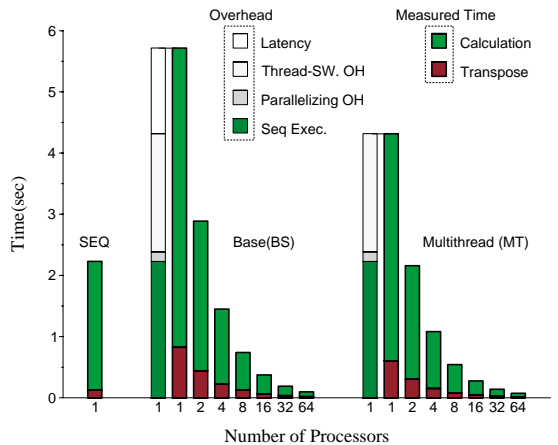 Overhead
Measured Time
Latency
Thread-SW. OH
Parallelizing OH
Seq Exec.
Calculation
Transpose
Time(sec)
6
5
4
3
2
1
0
SEQ
Base(BS)
Multithread (MT)
1
1 1 2 4 8 16 32 64
1 1 2 4 8 16 32 64
Number of Processors